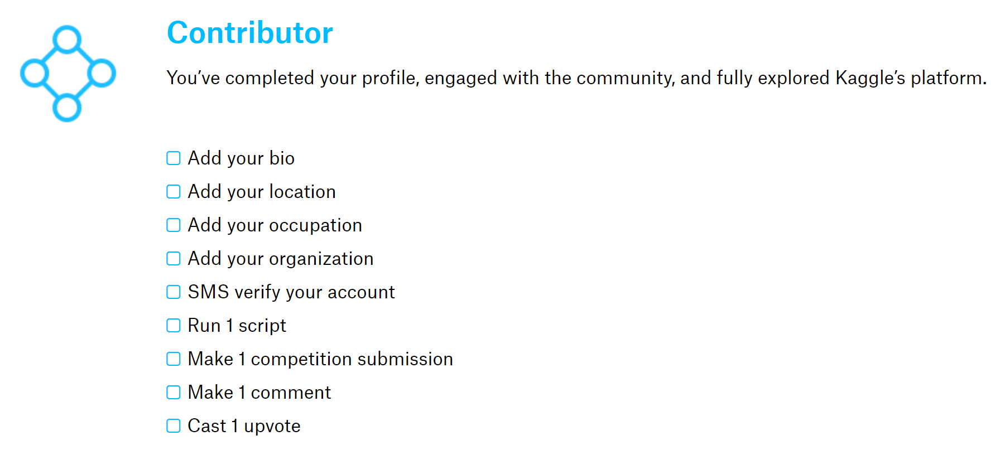 Contributor
You’ve completed your profile, engaged with the community, and fully explored Kaggle’s platform.
Add your bio
Add your location
Add your occupation
Add your organization
SMS verify your account
Run 1 script
Make 1 competition submission
Make 1 comment
Cast 1 upvote